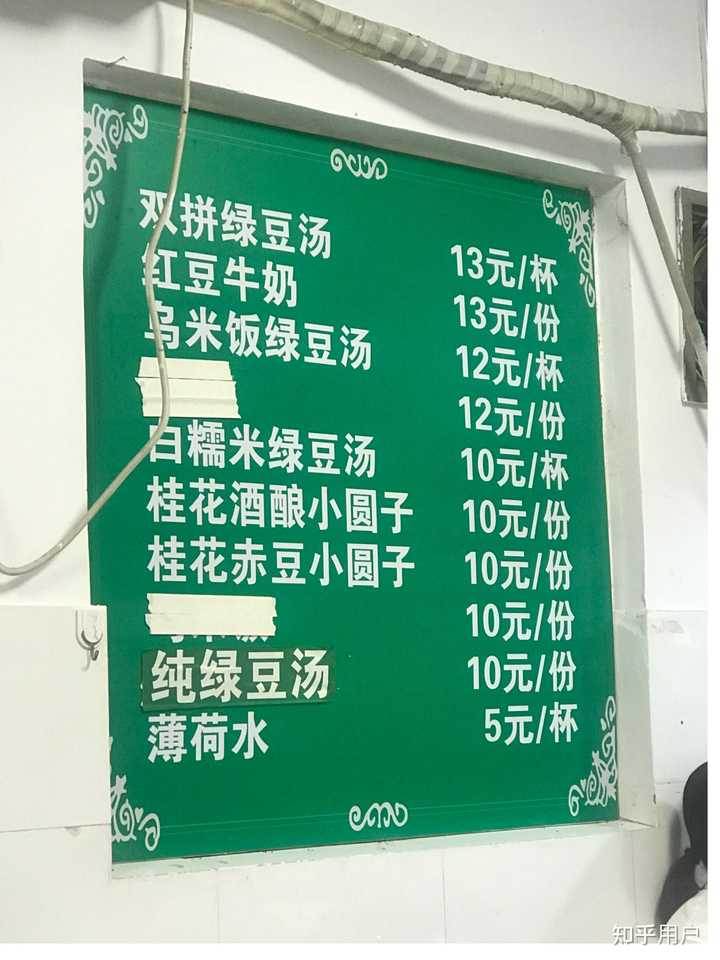 双拼绿豆汤 13元/杯
红豆牛奶 13元/份
乌米饭绿豆汤 12元/杯
12元/份
白糯米绿豆汤 10元/杯
桂花酒酿小圆子 10元/份
桂花赤豆小圆子 10元/份
10元/份
纯绿豆汤 10元/份
薄荷水 5元/杯
知乎用户